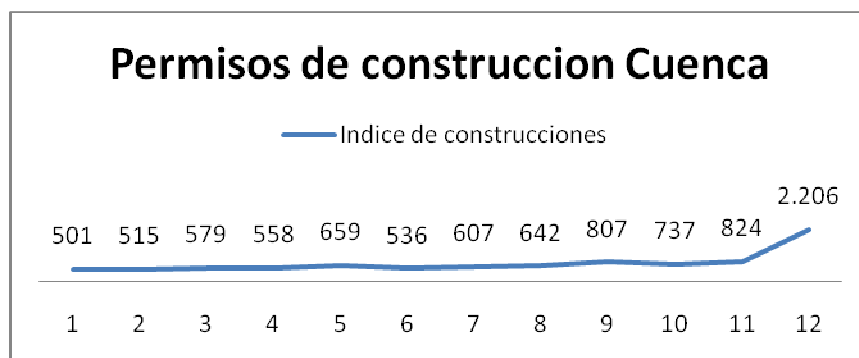 Permisos de construccion Cuenca
Indice de construcciones
501 515 579 558 659 536 607 642 807 737 824 2.206
1 2 3 4 5 6 7 8 9 10 11 12